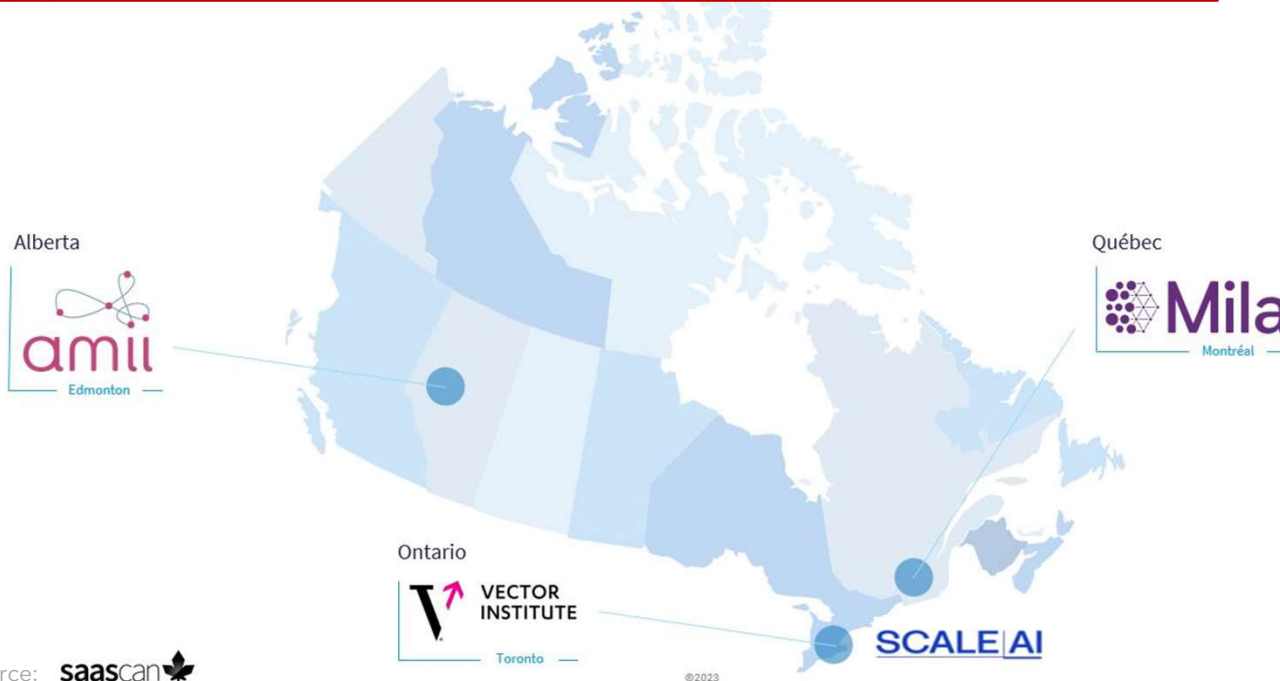 Alberta
amii
Edmonton
Québec
Mila
Montréal
Ontario
VECTOR
INSTITUTE
Toronto
SCALE|AI
rce: saascan
©2023